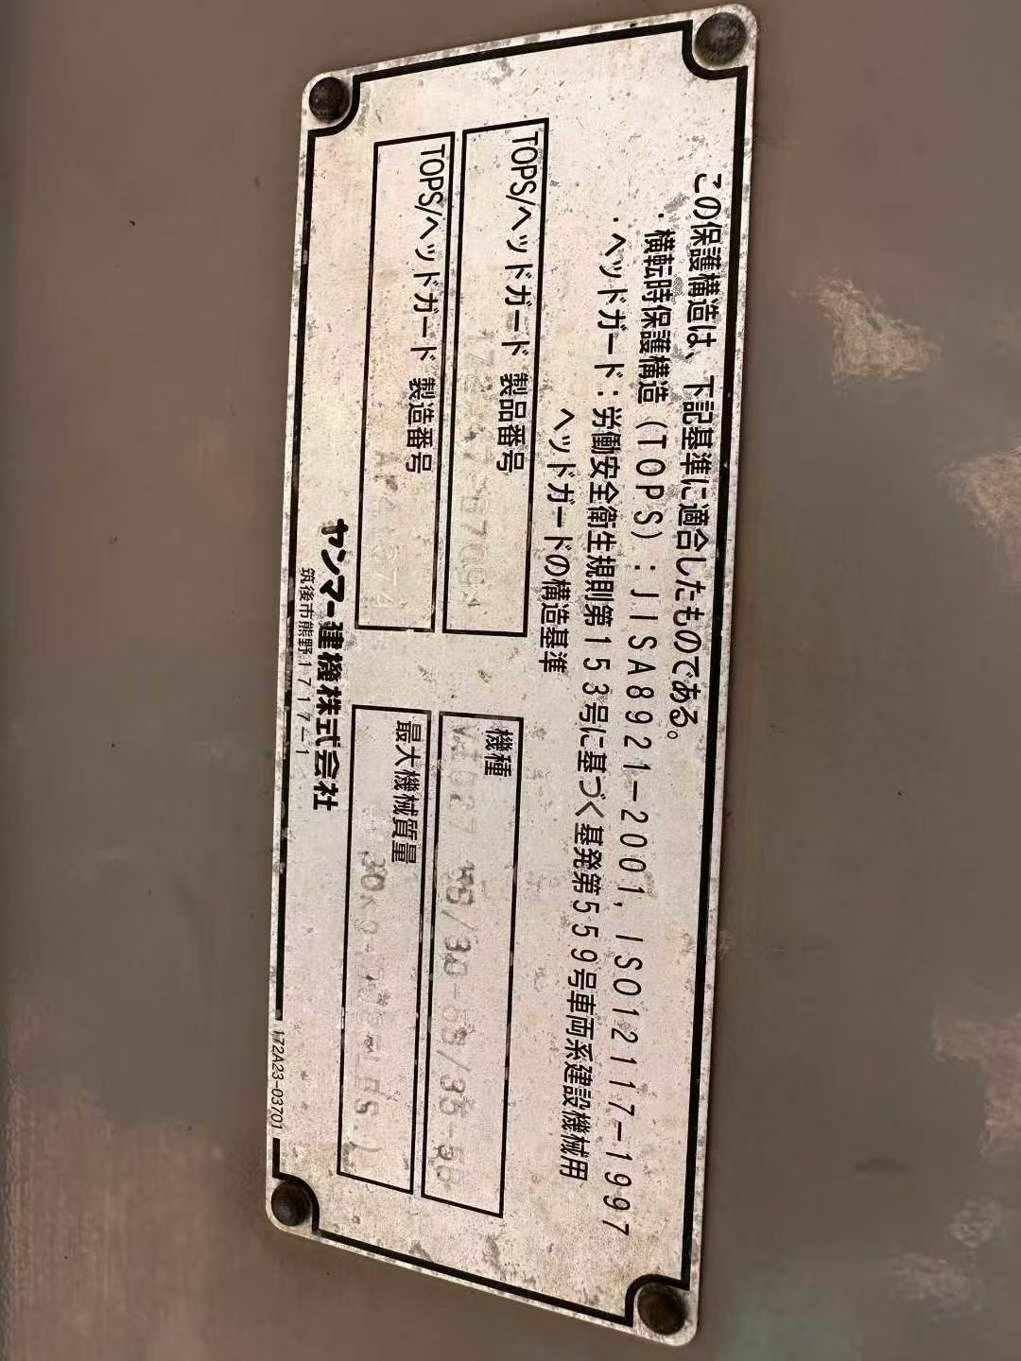 この保護構造は、下記基準に適合したものである。
・横転時保護構造（TOPS）：JISA8921－2001，ISO12117－1997
・ヘッドガード：労働安全衛生規則第153号に基づく基発第559号車両系建設機械用
ヘッドガードの構造基準
TOPS/ヘッドガード 製品番号
機種
TOPS/ヘッドガード 製造番号
最大機械質量
ヤンマー建機株式会社
筑後市熊野1717－1
172A23-03701